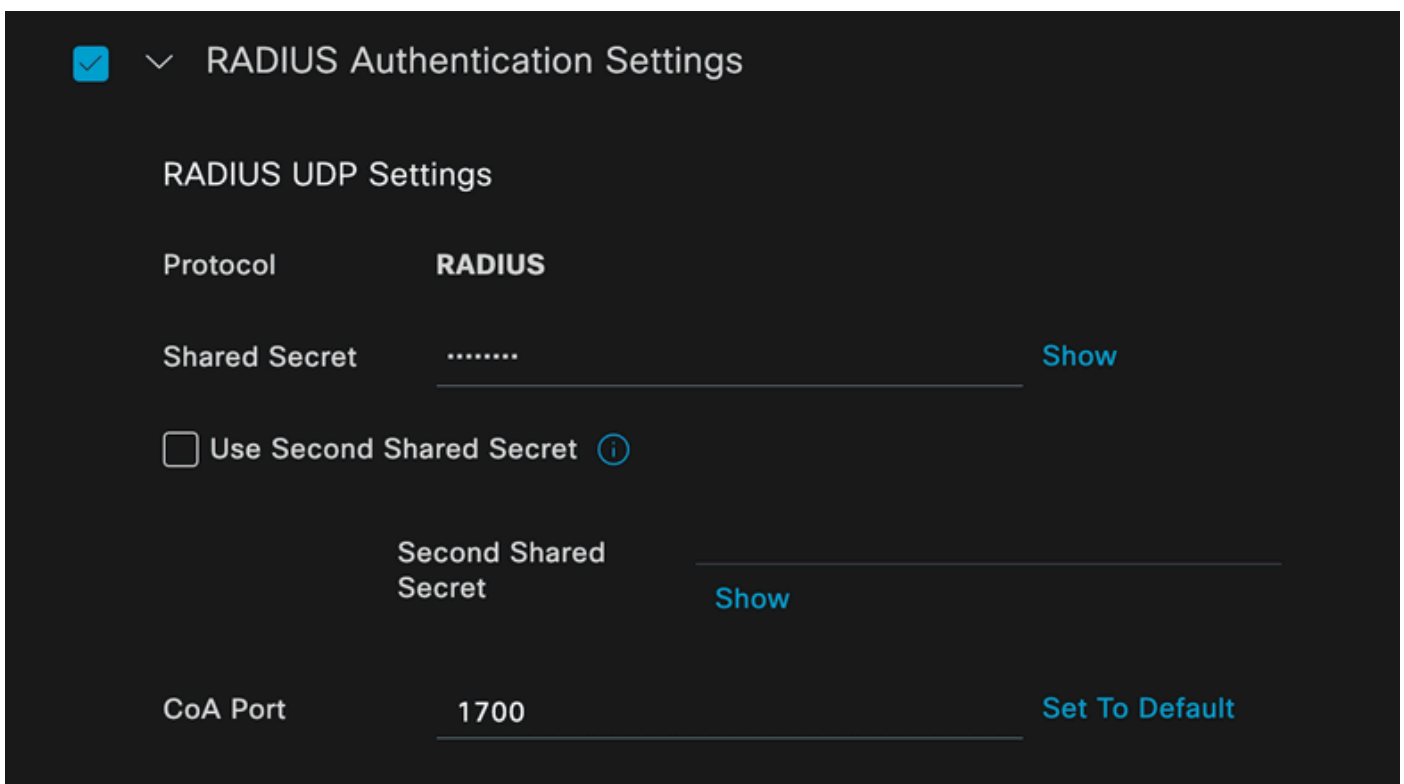 RADIUS Authentication Settings
RADIUS UDP Settings
Protocol RADIUS
Shared Secret ········ Show
Use Second Shared Secret
Second Shared
Secret
Show
CoA Port 1700 Set To Default